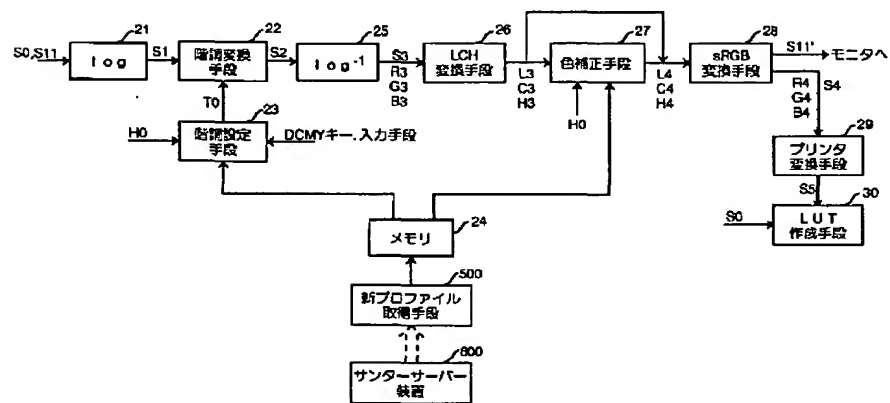 21
22
25
26
27
28
S0,S11
log
S1
階調変換
手段
S2
log-1
S3
R3
G3
B3
LCH
変換手段
L3
C3
H3
色補正手段
L4
C4
H4
sRGB
変換手段
S11'
モニタへ
R4
G4
B4
S4
T0
23
H0
階調設定
手段
DCMYキー,入力手段
H0
29
プリンタ
変換手段
S5
30
S0
LUT
作成手段
24
メモリ
500
新プロファイル
取得手段
600
サンターサーバー
装置